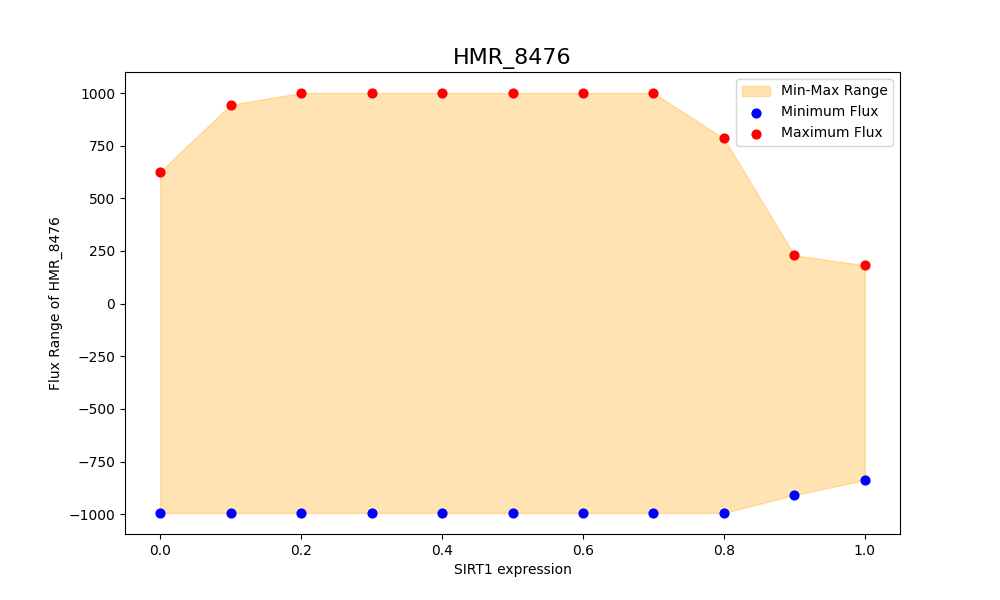 HMR_8476
1000
750
500
250
0
−250
−500
−750
−1000
Flux Range of HMR_8476
Min-Max Range
Minimum Flux
Maximum Flux
0.0 0.2 0.4 0.6 0.8 1.0
SIRT1 expression